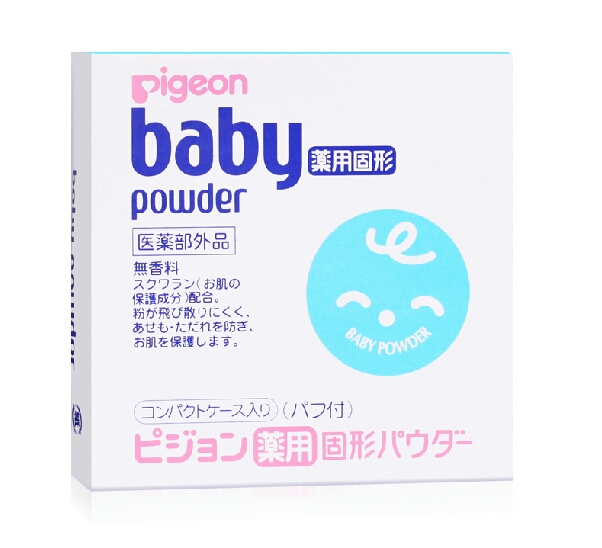 pigeon
baby 薬用固形
powder
医薬部外品
無香料
スクワラン(お肌の
保護成分)配合。
粉が飛び散りにくく、
あせも・ただれを防ぎ、
お肌を保護します。
BABY POWDER
コンパクトケース入り (パフ付)
ピジョン 薬用 固形パウダー
baby powder